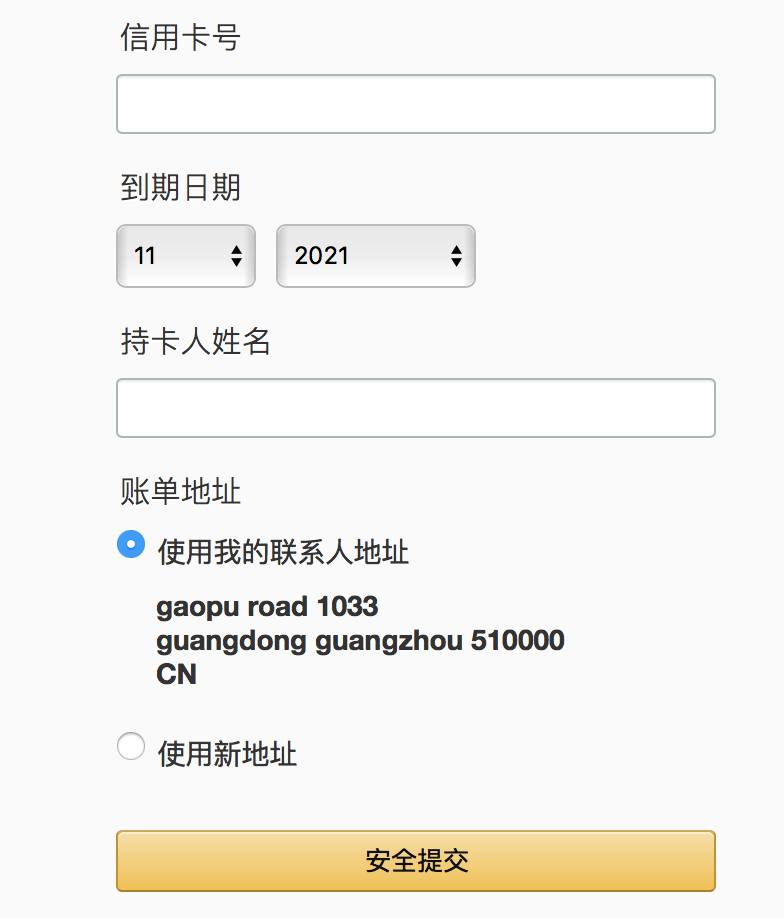 信用卡号
到期日期
11 2021
持卡人姓名
账单地址
使用我的联系人地址
gaopu road 1033
guangdong guangzhou 510000
CN
使用新地址
安全提交